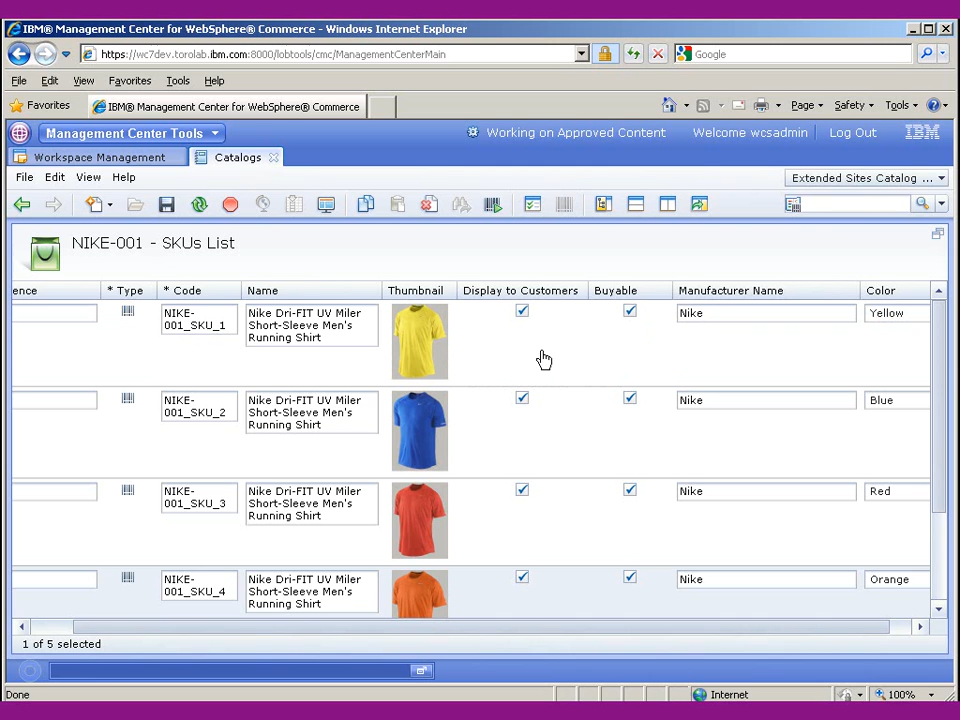 IBM® Management Center for WebSphere® Commerce - Windows Internet Explorer
https://wc7dev.torolab.ibm.com:8000/lobtools/cmc/ManagementCenterMain
Google
File Edit View Favorites Tools Help
Favorites
IBM® Management Center for WebSphere® Commerce
Page Safety Tools
Management Center Tools
Working on Approved Content
Welcome wcsadmin
Log Out
IBM
Workspace Management
Catalogs
File Edit View Help
Extended Sites Catalog ...
NIKE-001 - SKUs List
ence * Type * Code Name Thumbnail Display to Customers Buyable Manufacturer Name Color
NIKE-
001_SKU_1
Nike Dri-FIT UV Miler
Short-Sleeve Men's
Running Shirt
Nike
Yellow
NIKE-
001_SKU_2
Nike Dri-FIT UV Miler
Short-Sleeve Men's
Running Shirt
Nike
Blue
NIKE-
001_SKU_3
Nike Dri-FIT UV Miler
Short-Sleeve Men's
Running Shirt
Nike
Red
NIKE-
001_SKU_4
Nike Dri-FIT UV Miler
Short-Sleeve Men's
Running Shirt
Nike
Orange
1 of 5 selected
Done
Internet
100%